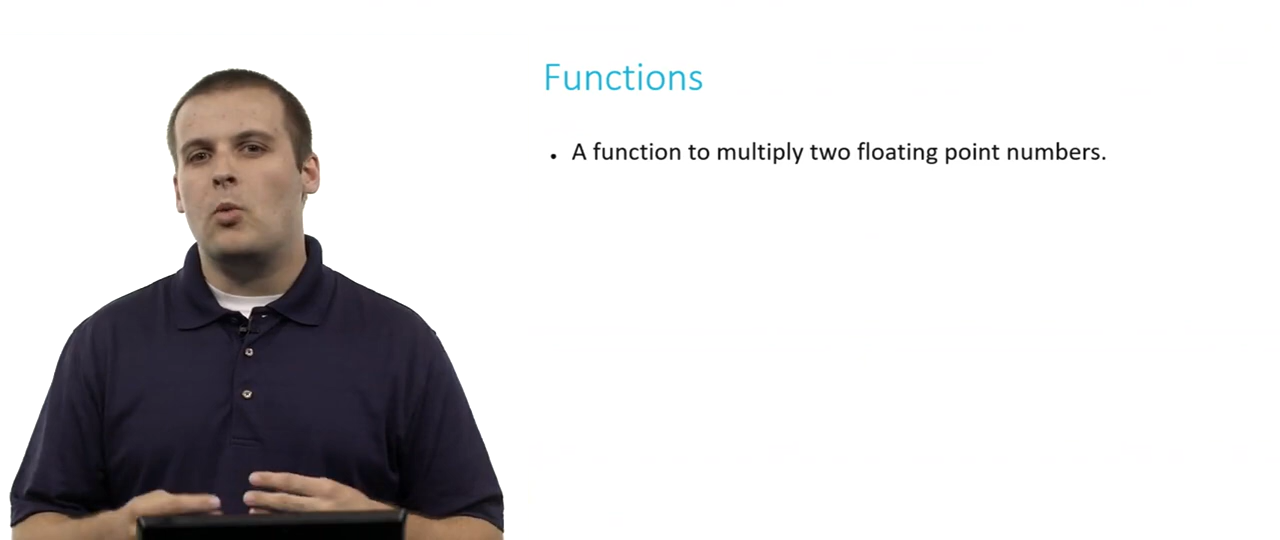 Functions
• A function to multiply two floating point numbers.